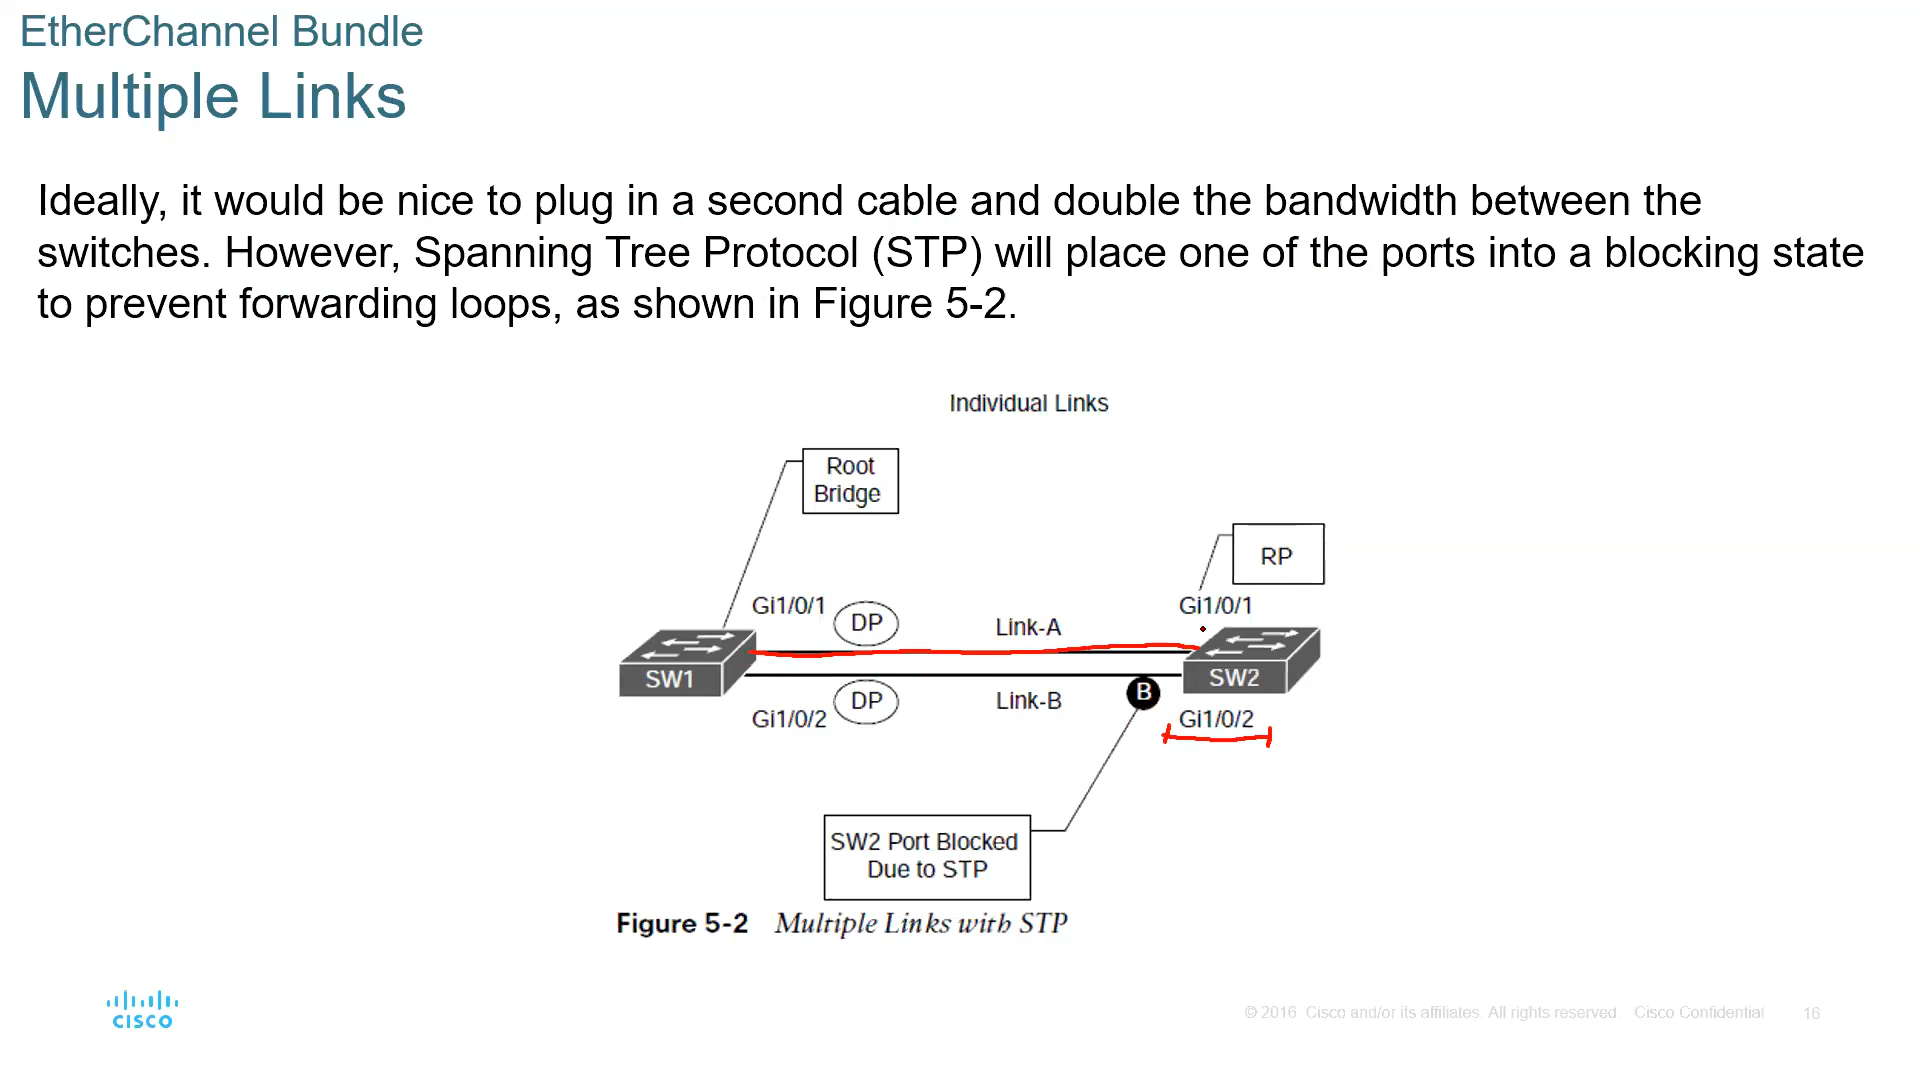 EtherChannel Bundle
Multiple Links
Ideally, it would be nice to plug in a second cable and double the bandwidth between the
switches. However, Spanning Tree Protocol (STP) will place one of the ports into a blocking state
to prevent forwarding loops, as shown in Figure 5-2.
Individual Links
Root
Bridge
RP
Gi1/0/1
DP
Link-A
Gi1/0/1
SW1
SW2
Gi1/0/2
DP
Link-B
B
Gi1/0/2
SW2 Port Blocked
Due to STP
Figure 5-2 Multiple Links with STP
CISCO
© 2016 Cisco and/or its affiliates. All rights reserved. Cisco Confidential 16